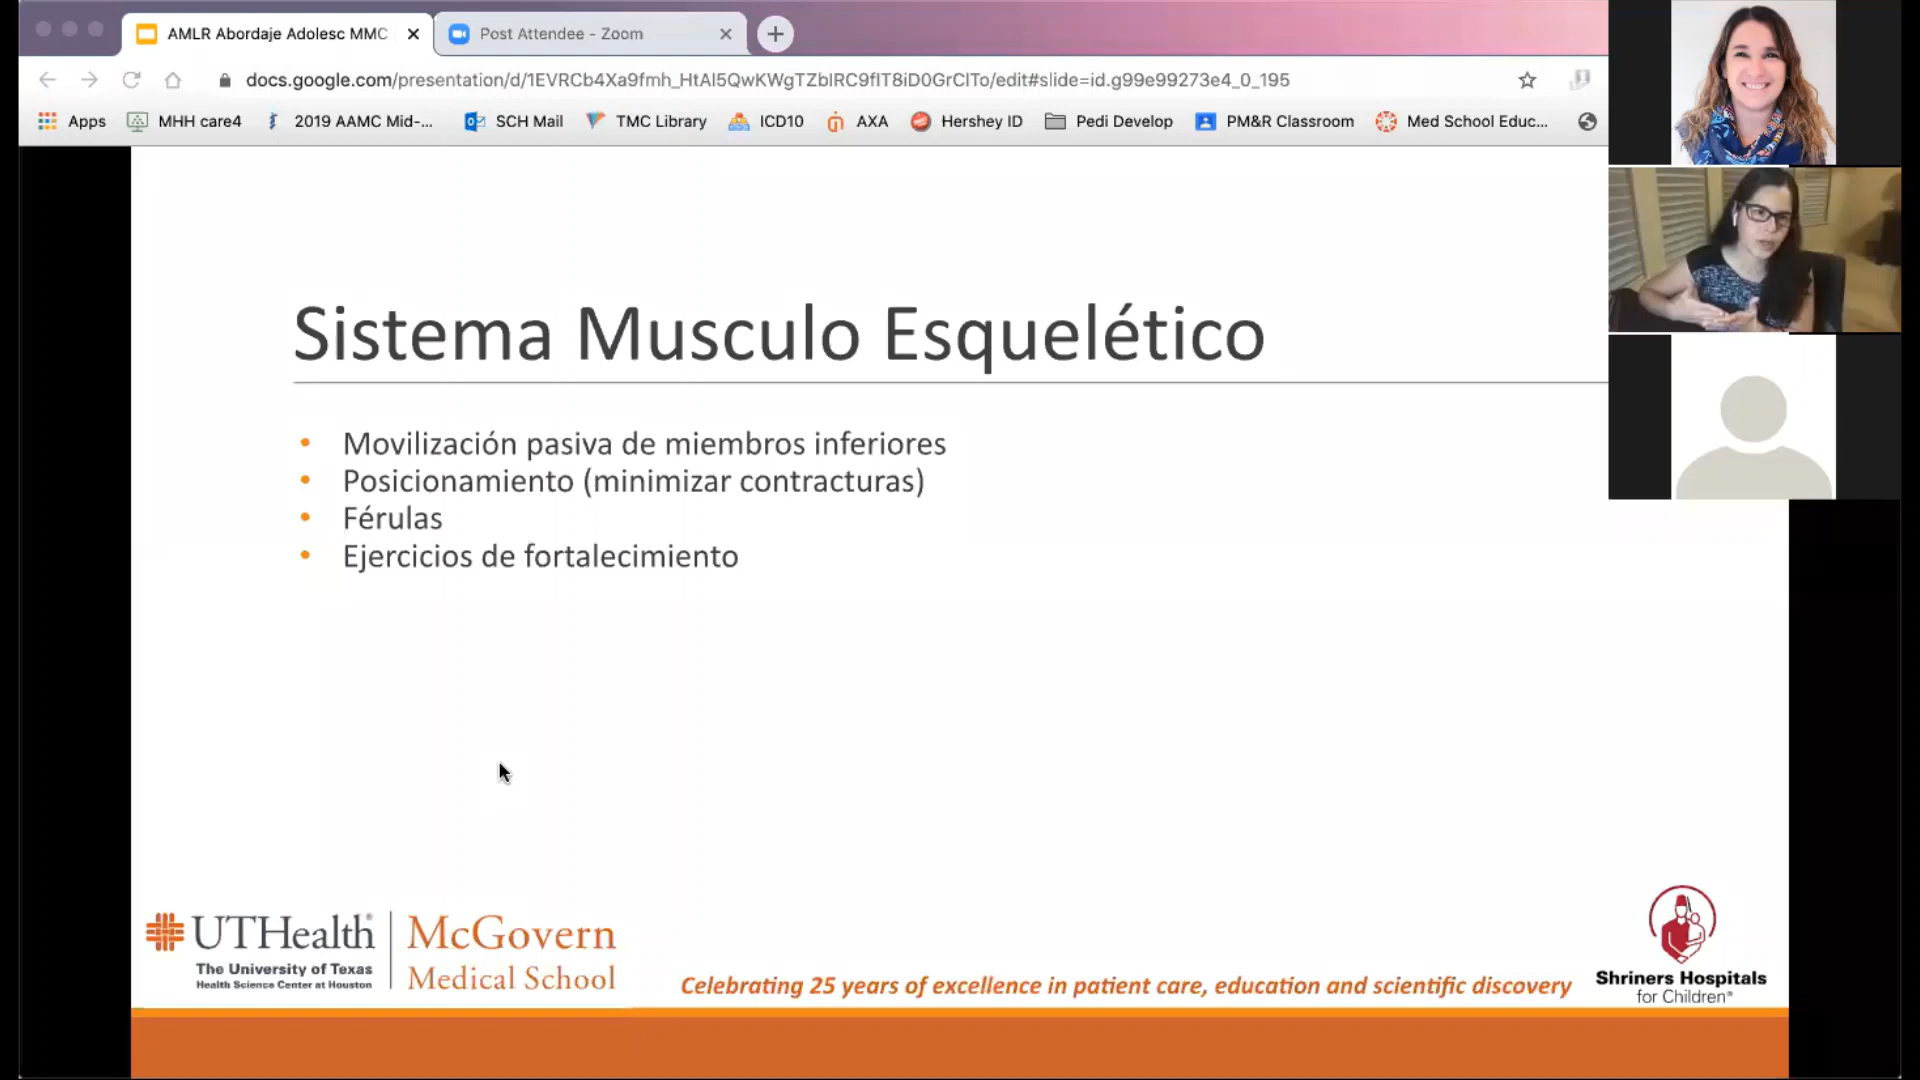 AMLR Abordaje Adolesc MMC
Post Attendee - Zoom
docs.google.com/presentation/d/1EVRCb4Xa9fmh_HtAl5QwKWgTZbIRC9fIT8iD0GrCITo/edit#slide=id.g99e99273e4_0_195
Apps MHH care4 2019 AAMC Mid-... SCH Mail TMC Library ICD10 AXA Hershey ID Pedi Develop PM&R Classroom Med School Educ...
Sistema Musculo Esquelético
• Movilización pasiva de miembros inferiores
• Posicionamiento (minimizar contracturas)
• Férulas
• Ejercicios de fortalecimiento
UTHealth®
The University of Texas
Health Science Center at Houston
McGovern
Medical School
Celebrating 25 years of excellence in patient care, education and scientific discovery
Shriners Hospitals
for Children®